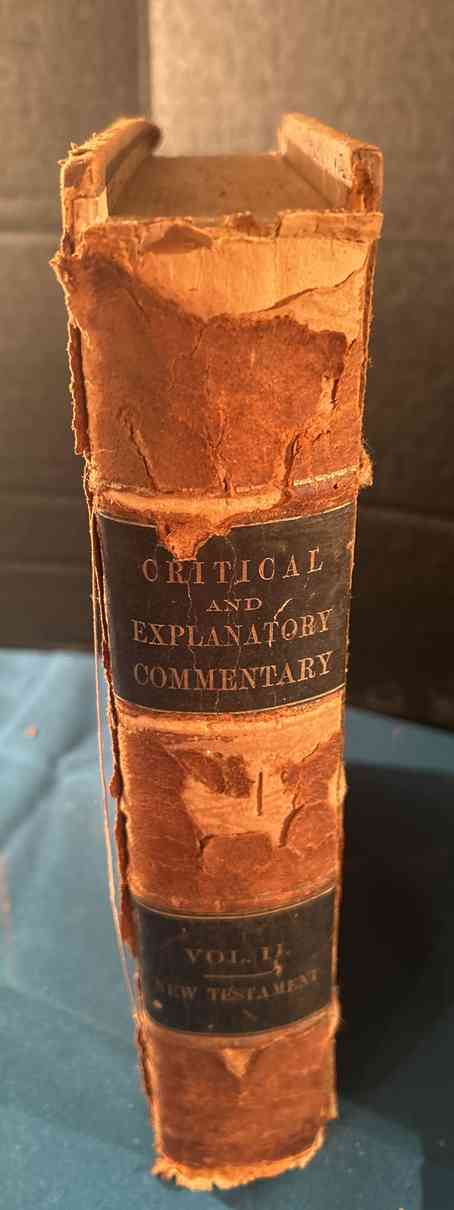 CRITICAL
AND
EXPLANATORY
COMMENTARY
VOL. II.
NEW TESTAMENT